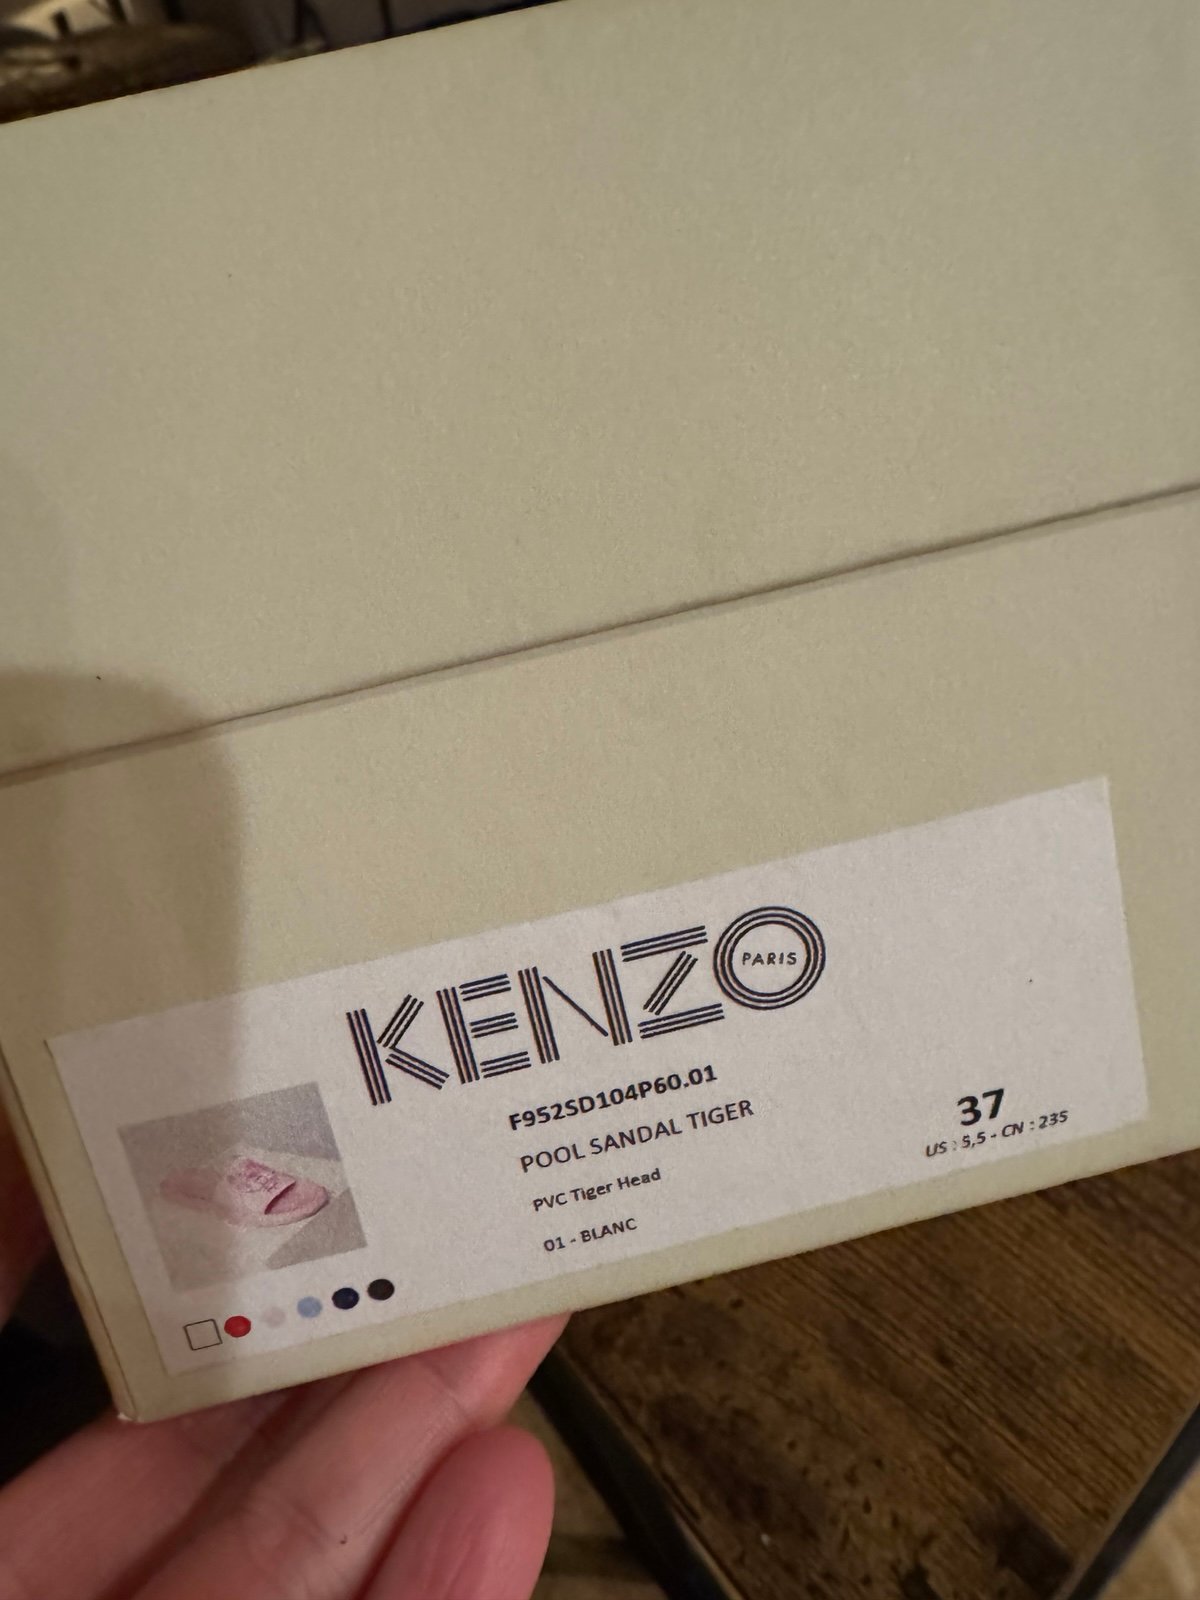 KENZO
PARIS
F952SD104P60.01
POOL SANDAL TIGER
PVC Tiger Head
01 - BLANC
37
US : 5,5 - CN : 235